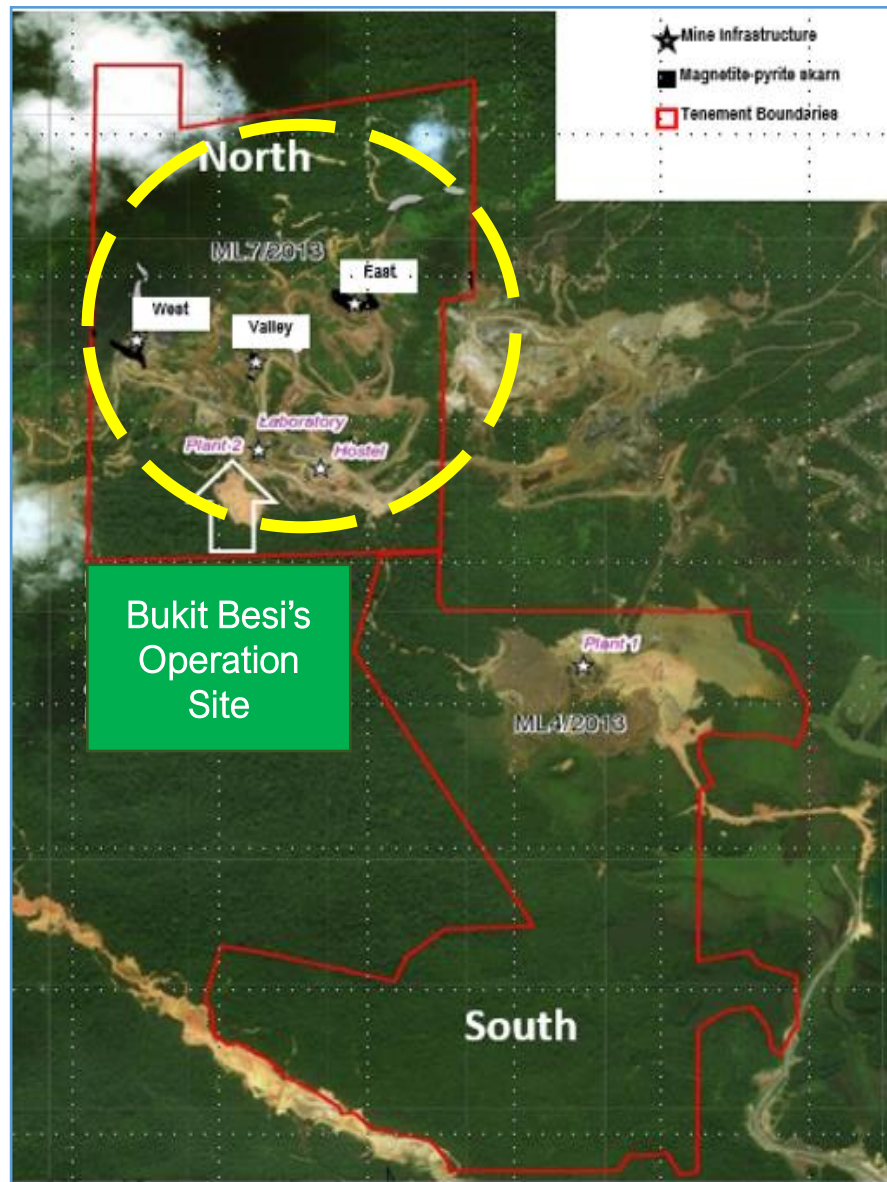 Mine Infrastructure
Magnetite-pyrite skarn
Tenement Boundaries
North
ML7/2013
East
West
Valley
Laboratory
Plant-2
Hostel
Bukit Besi's
Operation
Site
Plant-1
ML4/2013
South